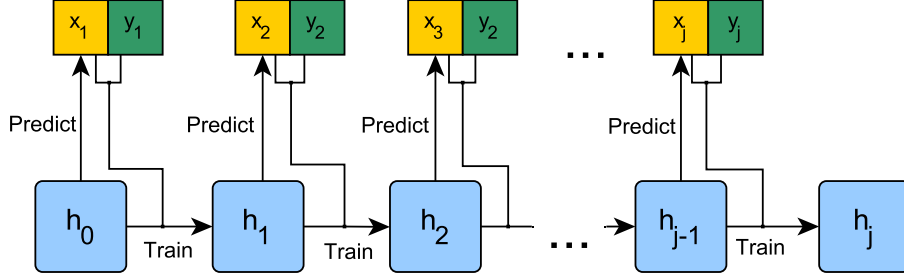 x₁ y₁ x₂ y₂ x₃ y₂ ... xⱼ yⱼ
Predict Predict Predict Predict
h₀ h₁ h₂ ... hⱼ₋₁ hⱼ
Train Train Train